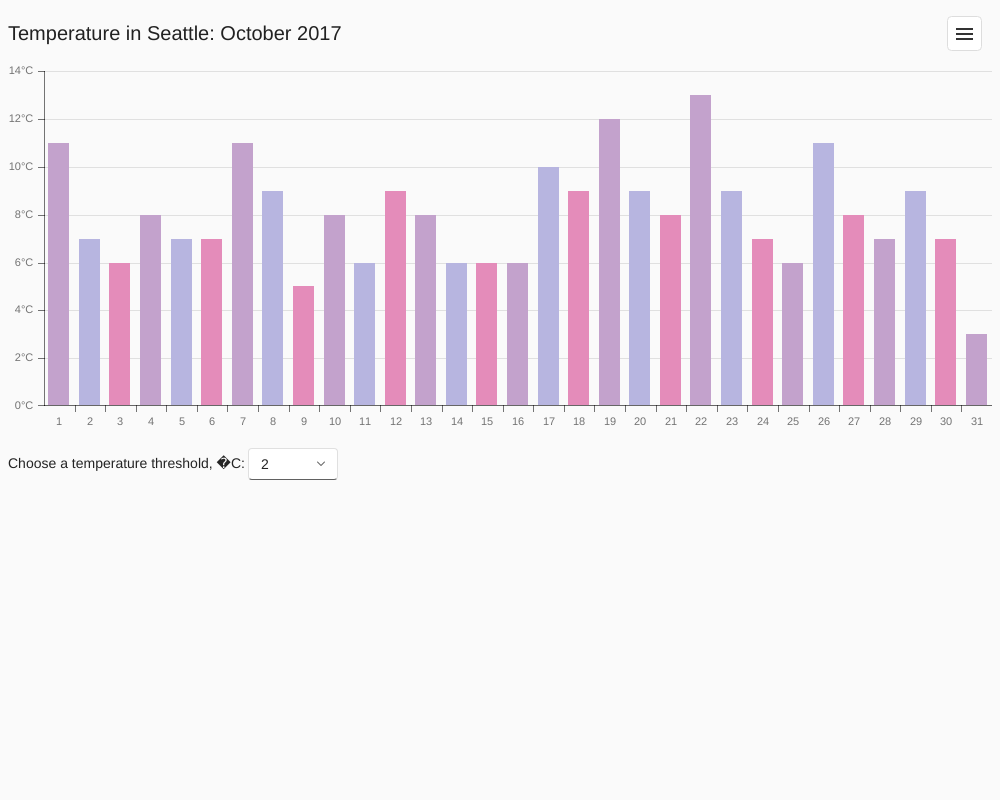 Temperature in Seattle: October 2017
14°C
12°C
10°C
8°C
6°C
4°C
2°C
0°C
1 2 3 4 5 6 7 8 9 10 11 12 13 14 15 16 17 18 19 20 21 22 23 24 25 26 27 28 29 30 31
Choose a temperature threshold, �C: 2